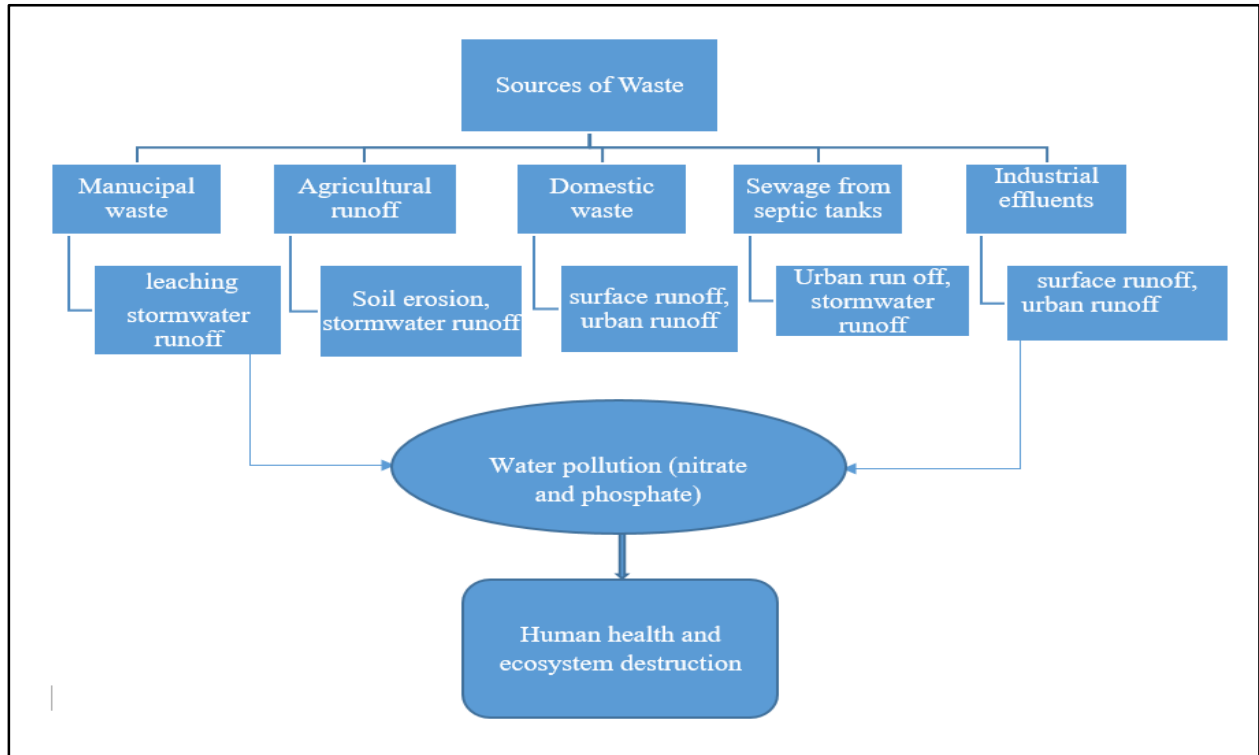 Sources of Waste
Manucipal
waste
Agricultural
runoff
Domestic
waste
Sewage from
septic tanks
Industrial
effluents
leaching
stormwater
runoff
Soil erosion,
stormwater runoff
surface runoff,
urban runoff
Urban run off,
stormwater
runoff
surface runoff,
urban runoff
Water pollution (nitrate
and phosphate)
Human health and
ecosystem destruction